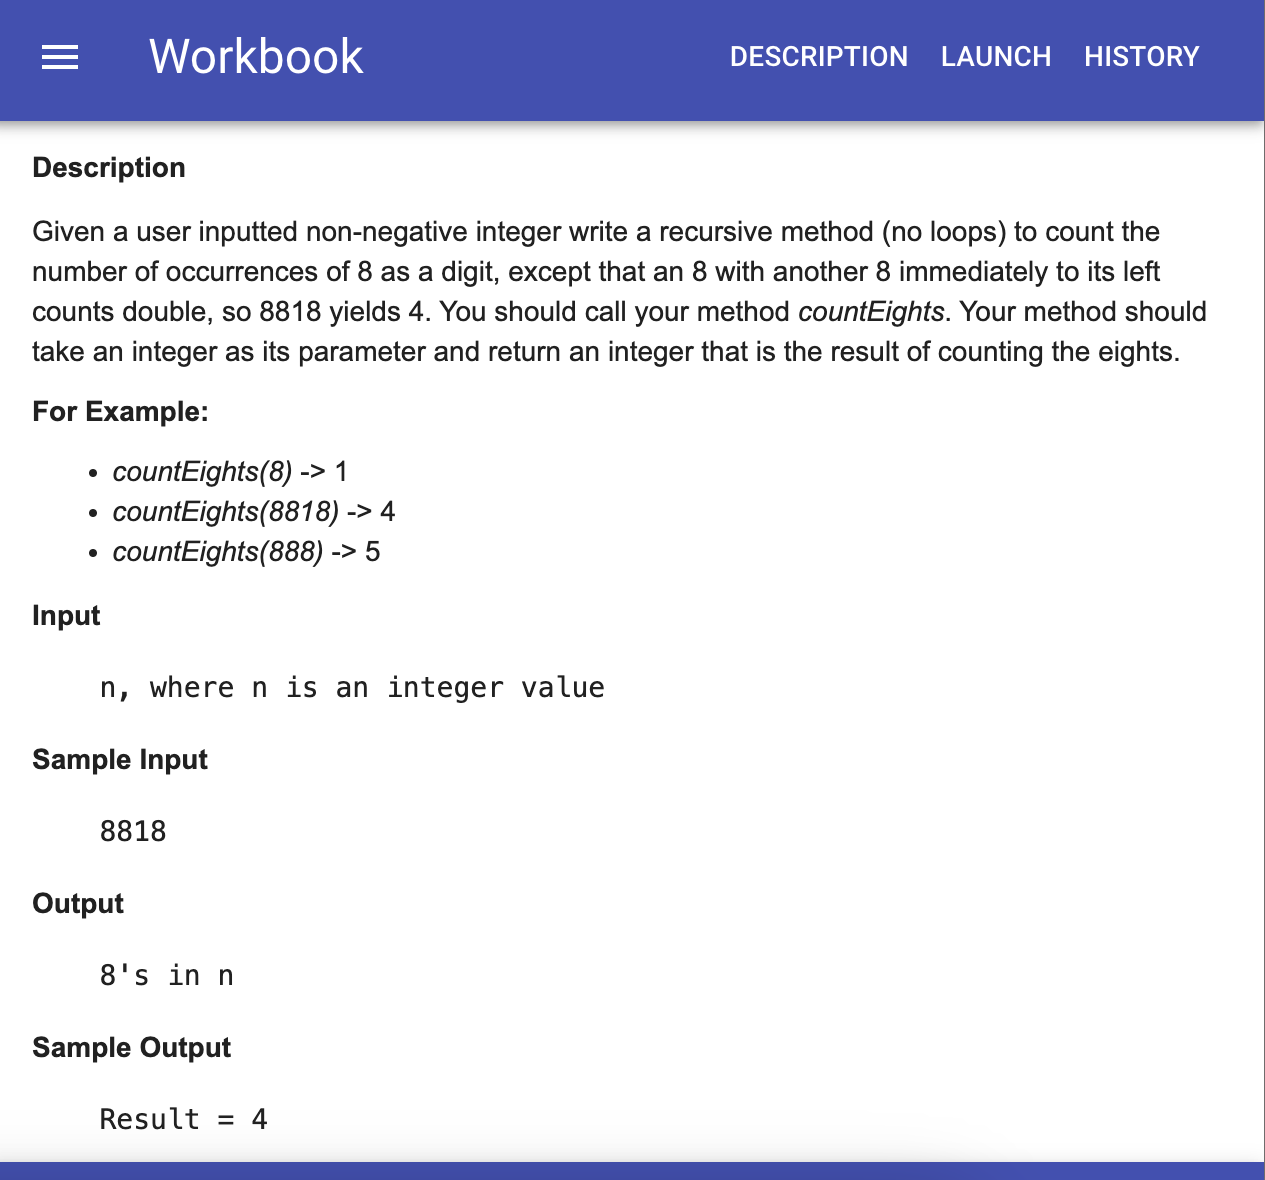 Workbook
DESCRIPTION LAUNCH HISTORY
Description
Given a user inputted non-negative integer write a recursive method (no loops) to count the
number of occurrences of 8 as a digit, except that an 8 with another 8 immediately to its left
counts double, so 8818 yields 4. You should call your method countEights. Your method should
take an integer as its parameter and return an integer that is the result of counting the eights.
For Example:
• countEights(8) -> 1
• countEights(8818) -> 4
• countEights(888) -> 5
Input
n, where n is an integer value
Sample Input
8818
Output
8's in n
Sample Output
Result = 4